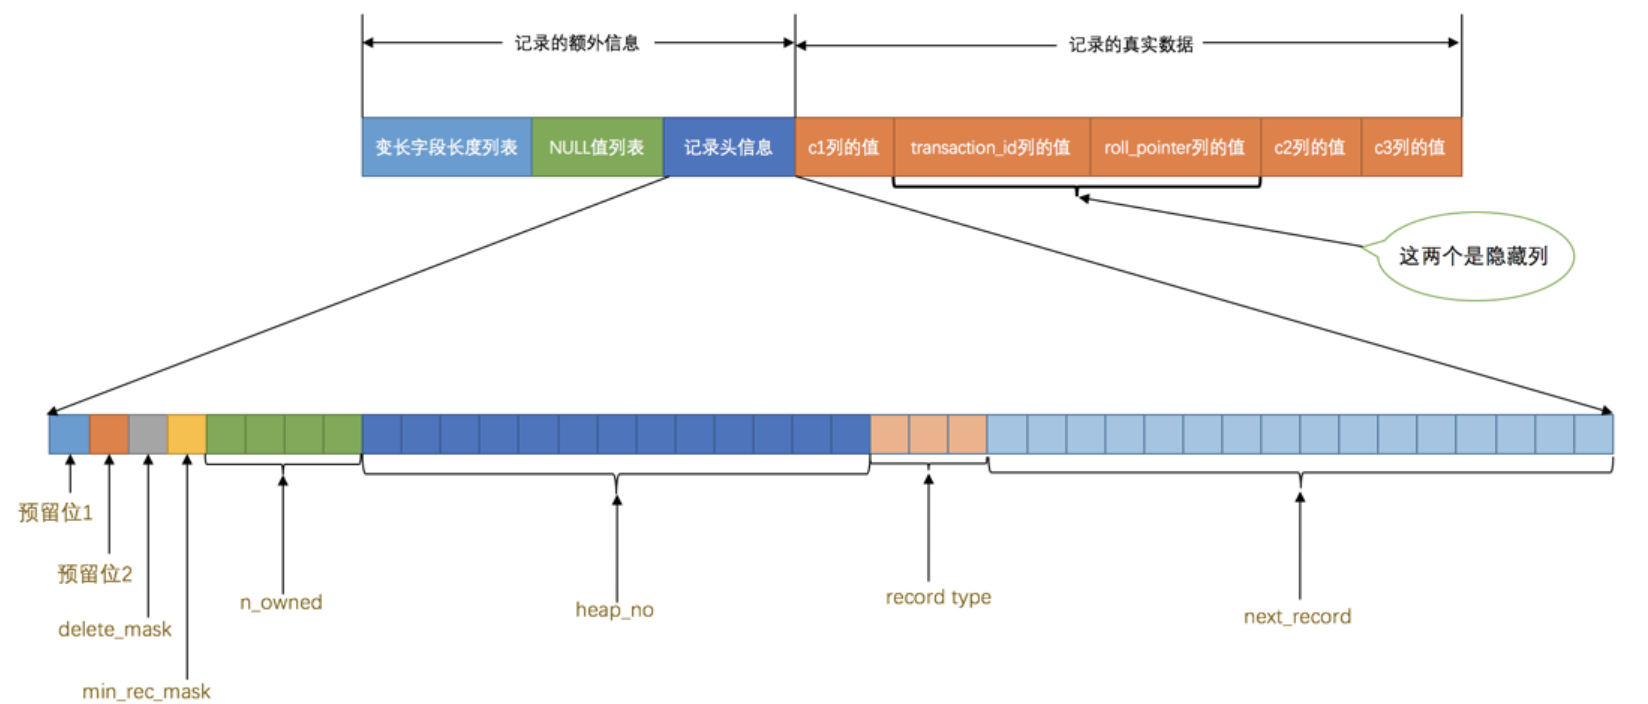 记录的额外信息
记录的真实数据
变长字段长度列表
NULL值列表
记录头信息
c1列的值
transaction_id列的值
roll_pointer列的值
c2列的值
c3列的值
这两个是隐藏列
预留位1
预留位2
delete_mask
min_rec_mask
n_owned
heap_no
record type
next_record